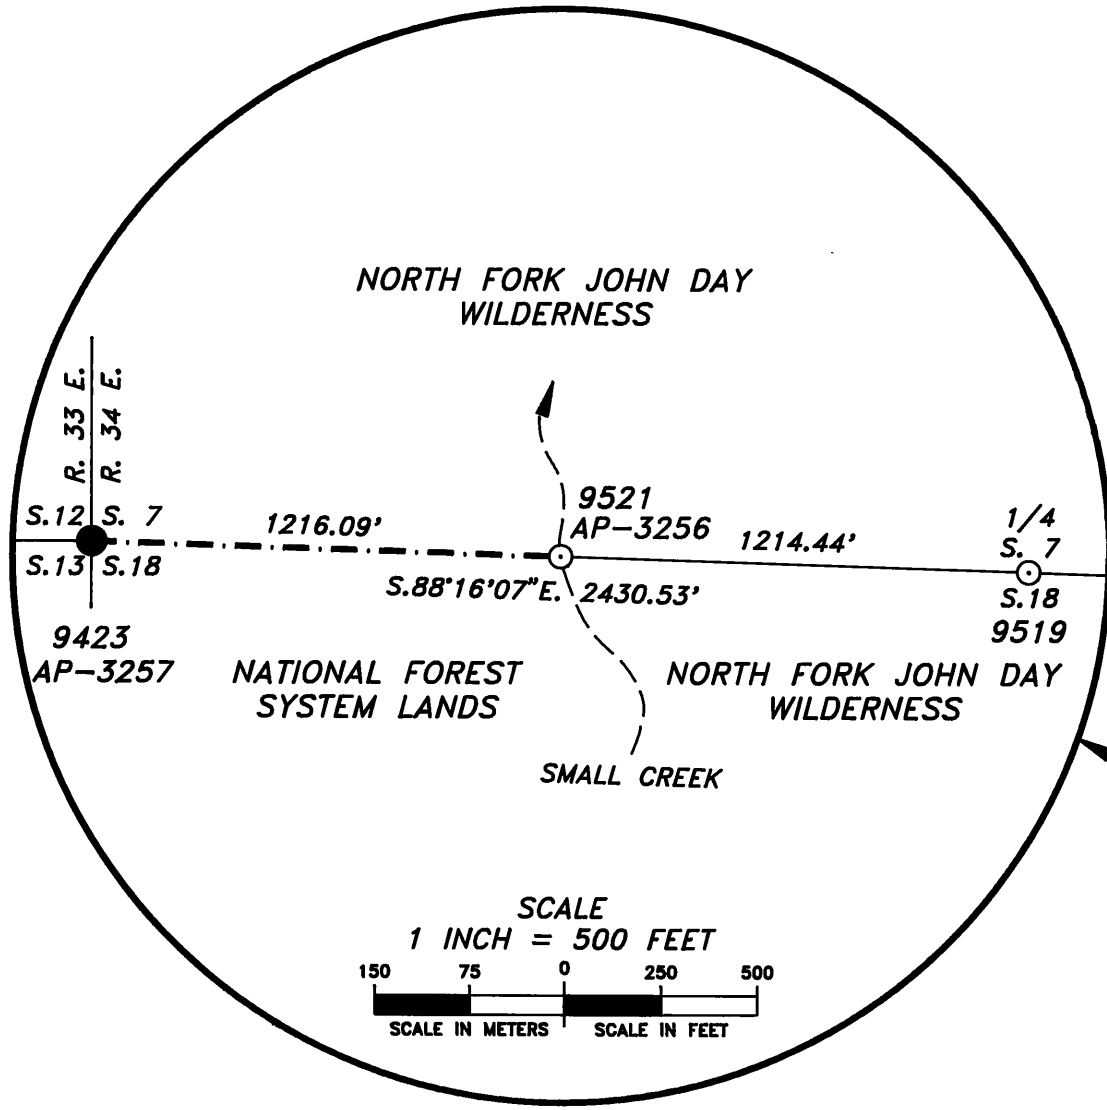 NORTH FORK JOHN DAY
WILDERNESS
R. 33 E.
R. 34 E.
S.12 S. 7
S.13 S.18
9423
AP-3257
1216.09'
9521
AP-3256
1214.44'
S.88°16'07"E. 2430.53'
1/4
S. 7
S.18
9519
NATIONAL FOREST
SYSTEM LANDS
NORTH FORK JOHN DAY
WILDERNESS
SMALL CREEK
SCALE
1 INCH = 500 FEET
150 75 0 250 500
SCALE IN METERS SCALE IN FEET